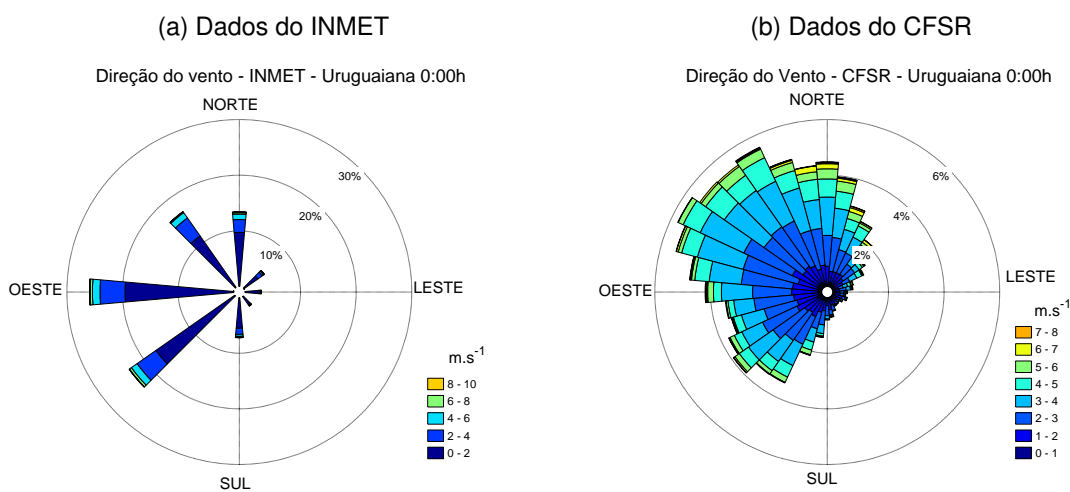 (a) Dados do INMET
Direção do vento - INMET - Uruguaiana 0:00h
NORTE
30%
20%
10%
OESTE
LESTE
SUL
m.s-1
8 - 10
6 - 8
4 - 6
2 - 4
0 - 2
(b) Dados do CFSR
Direção do Vento - CFSR - Uruguaiana 0:00h
NORTE
6%
4%
2%
OESTE
LESTE
SUL
m.s-1
7 - 8
6 - 7
5 - 6
4 - 5
3 - 4
2 - 3
1 - 2
0 - 1